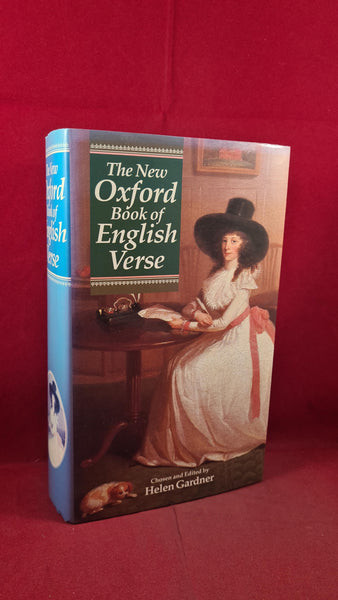 The New
Oxford
Book of
English
Verse
The New
Oxford
Book of
English
Verse
Chosen and Edited by
Helen Gardner